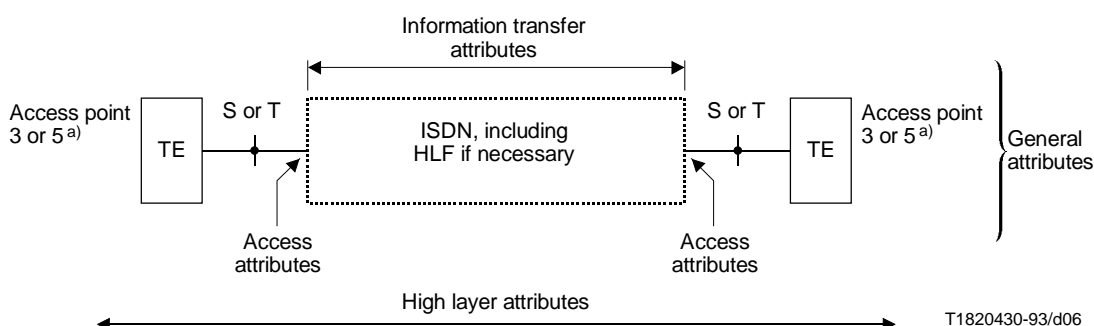 Information transfer
attributes
Access point
3 or 5 a)
TE
S or T
ISDN, including
HLF if necessary
S or T
TE
Access point
3 or 5 a)
General
attributes
Access
attributes
Access
attributes
High layer attributes
T1820430-93/d06